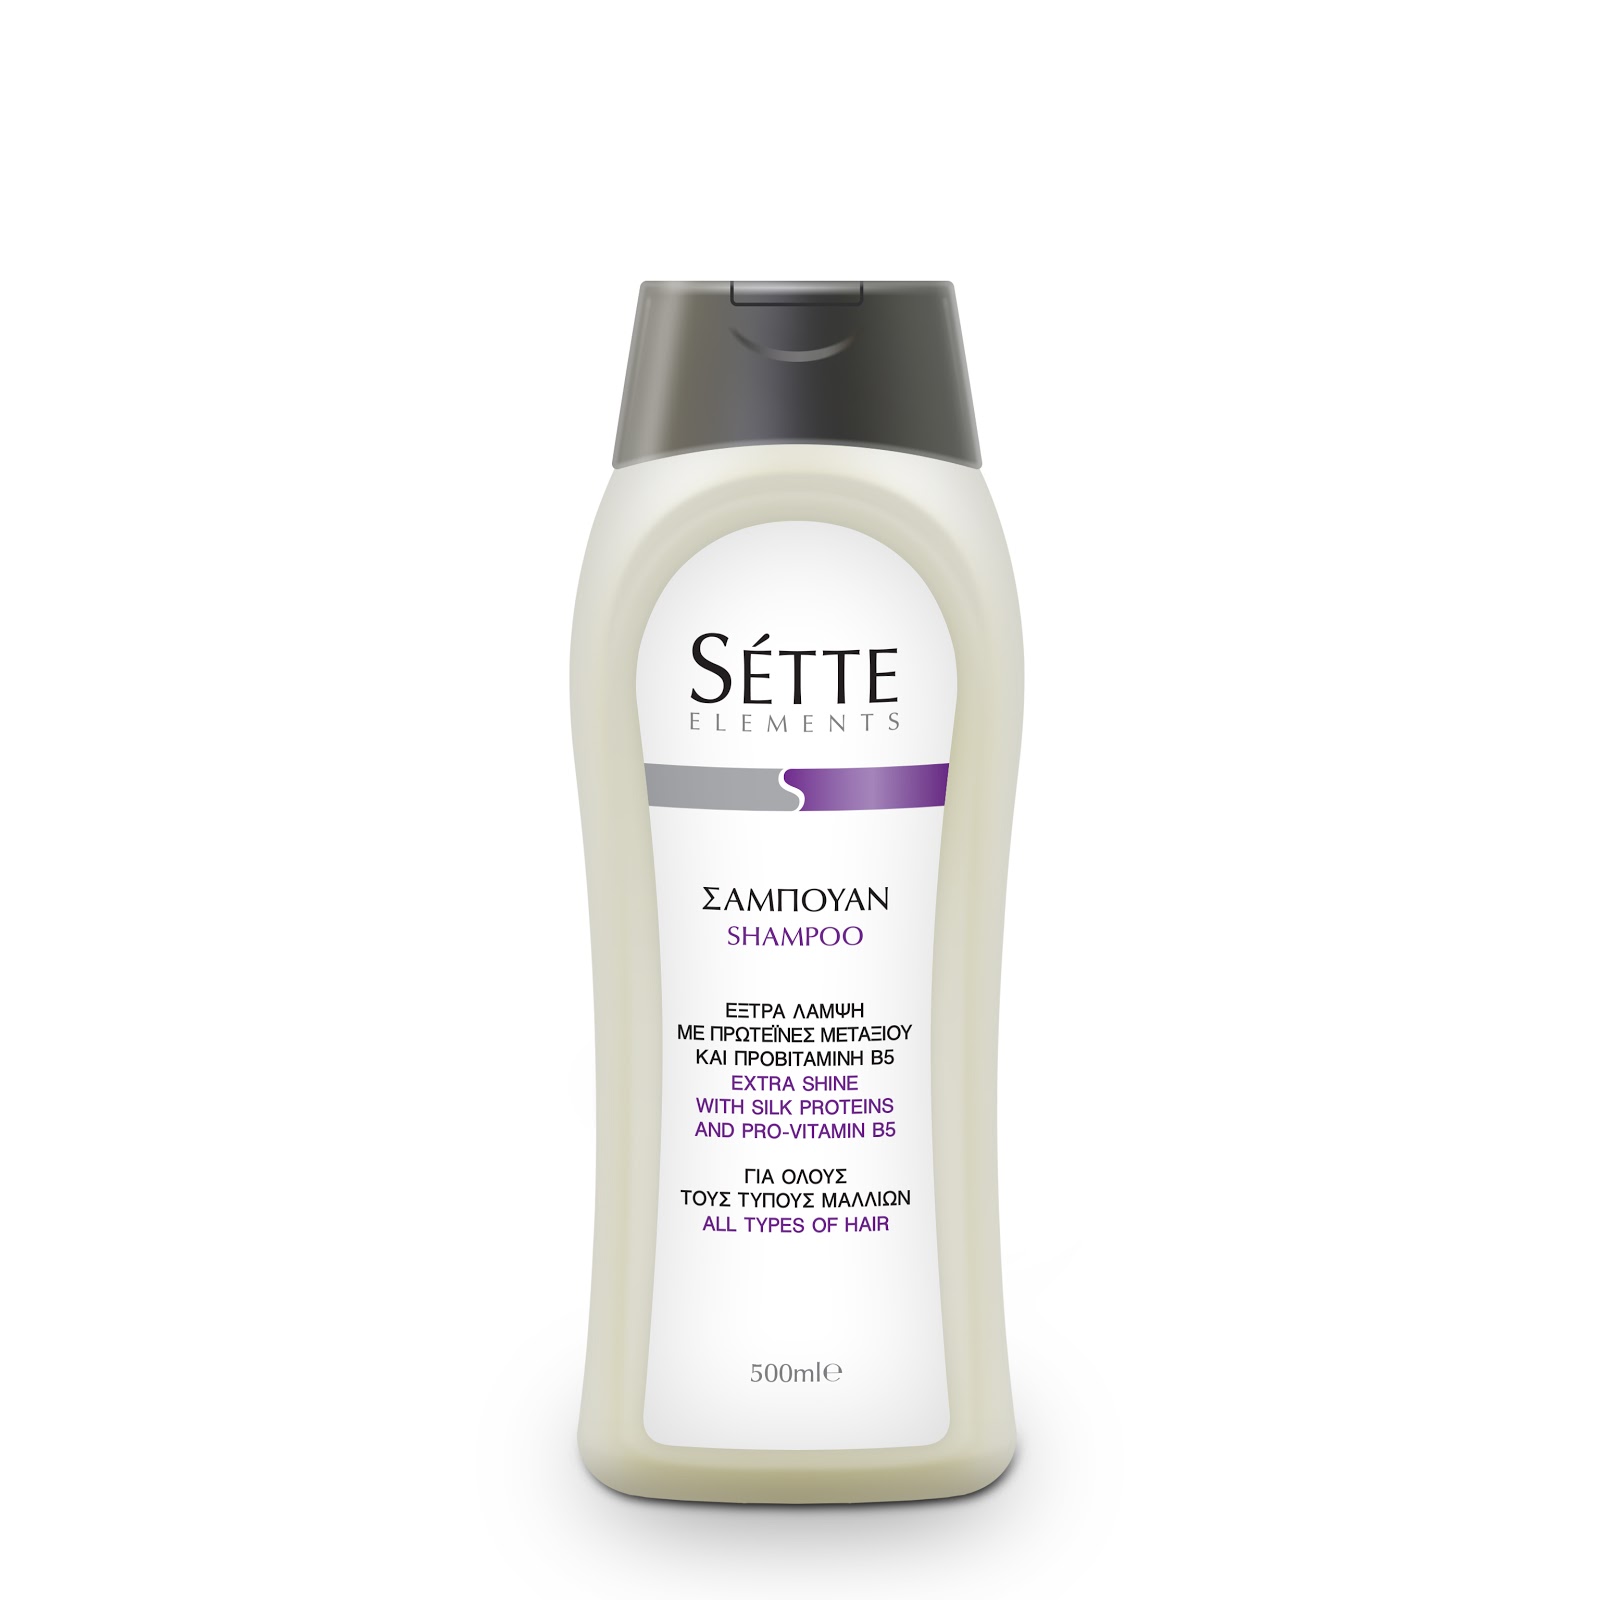 SÉTTE
ELEMENTS
ΣΑΜΠΟΥΑΝ
SHAMPOO
ΕΞΤΡΑ ΛΑΜΨΗ
ΜΕ ΠΡΩΤΕΪΝΕΣ ΜΕΤΑΞΙΟΥ
ΚΑΙ ΠΡΟΒΙΤΑΜΙΝΗ B5
EXTRA SHINE
WITH SILK PROTEINS
AND PRO-VITAMIN B5
ΓΙΑ ΟΛΟΥΣ
ΤΟΥΣ ΤΥΠΟΥΣ ΜΑΛΛΙΩΝ
ALL TYPES OF HAIR
500ml℮